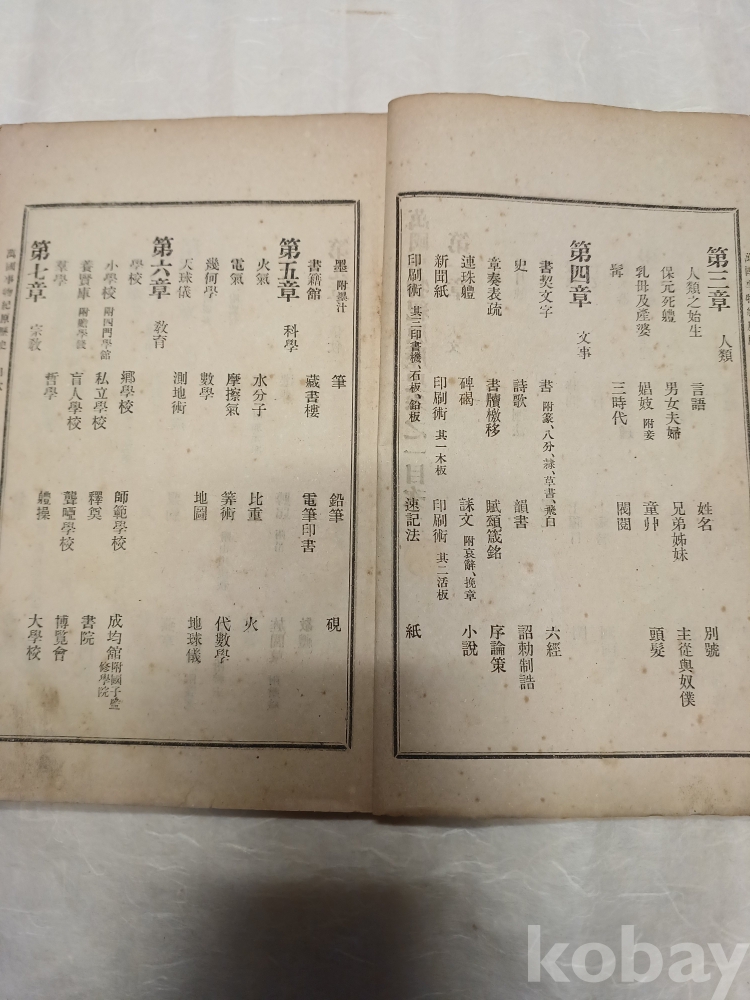 第三章 人類
人類之始生 言語 姓名 別號
保元死體 男女夫婦 兄弟姊妹 主從與奴僕
乳母及產婆 娼妓 附妾 童丱 頭髮
髯 三時代 閥閱
第四章 文事
書契文字 書 附篆、八分、隷、草書、飛白 六經
史 詩歌 韻書 詔勅制誥
章奏表疏 書牘檄移 賦頌箴銘 序論策
連珠體 碑碣 誄文 附哀辭、挽章 小說
新聞紙 印刷術 其一木板 印刷術 其二活板
印刷術 其三印書機、石板、鉛板 速記法 紙
墨 附墨汁 筆 鉛筆 硯
書籍館 藏書樓 電筆印書
第五章 科學
火氣 水分子 比重 火
電氣 摩擦氣 筭術 代數學
幾何學 數學 地圖 地球儀
天球儀 測地術
第六章 敎育
學校 鄕學校 師範學校 成均館 附國子監 修學院
小學校 附四門學館 私立學校 釋奠 書院
養賢庫 附贍學錢 盲人學校 聾啞學校 博覽會
羣學 哲學 體操 大學校
第七章 宗敎
萬國事物紀原歷史
kobay